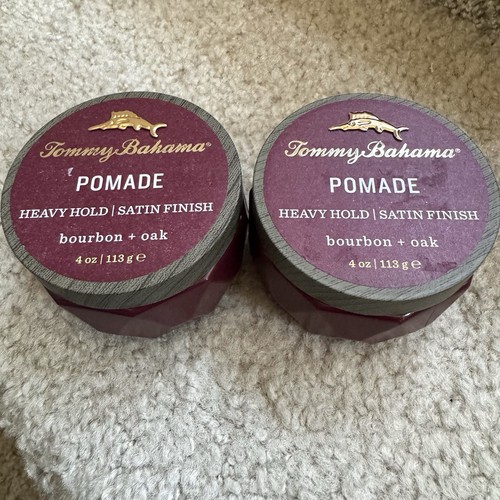 Tommy Bahama®
POMADE
HEAVY HOLD | SATIN FINISH
bourbon + oak
4 oz | 113 g ℮
Tommy Bahama®
POMADE
HEAVY HOLD | SATIN FINISH
bourbon + oak
4 oz | 113 g ℮